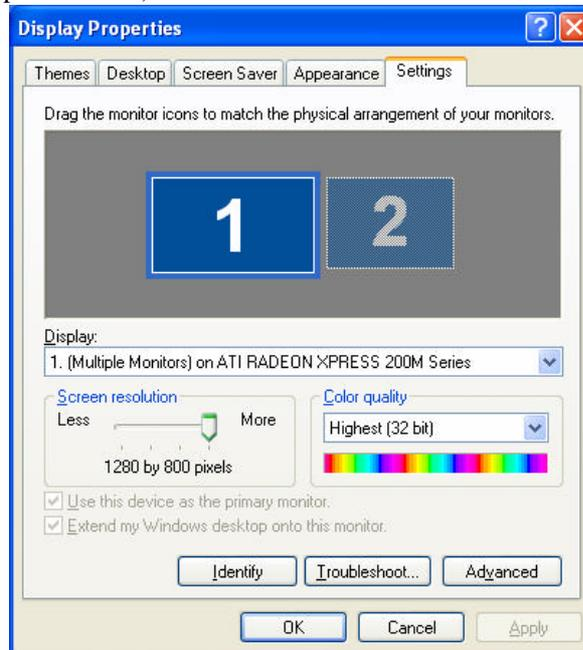 Display Properties
Themes Desktop Screen Saver Appearance Settings
Drag the monitor icons to match the physical arrangement of your monitors.
1 2
Display:
1. (Multiple Monitors) on ATI RADEON XPRESS 200M Series
Screen resolution
Less More
1280 by 800 pixels
Color quality
Highest (32 bit)
Use this device as the primary monitor.
Extend my Windows desktop onto this monitor.
Identify Troubleshoot... Advanced
OK Cancel Apply